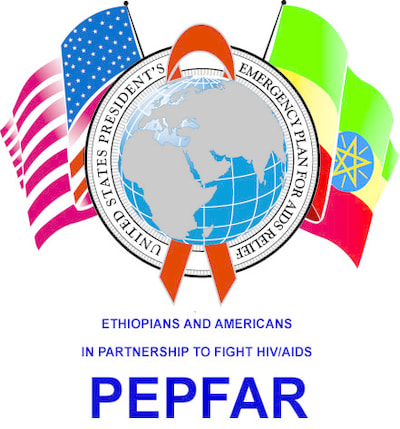 UNITED STATES PRESIDENT'S EMERGENCY PLAN FOR AIDS RELIEF
ETHIOPIANS AND AMERICANS
IN PARTNERSHIP TO FIGHT HIV/AIDS
PEPFAR